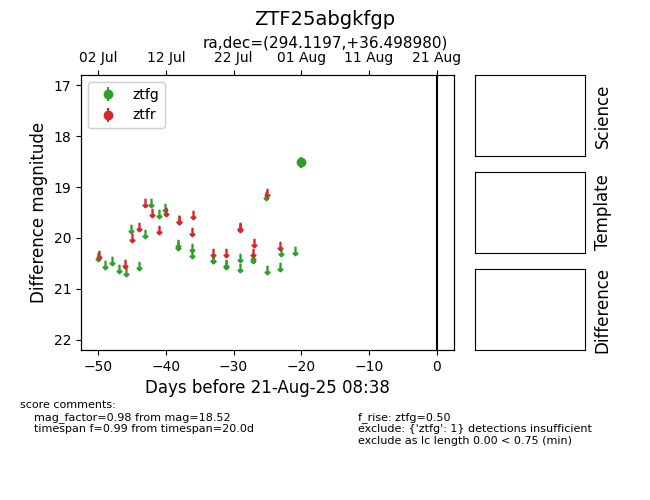 ZTF25abgkfgp
ra,dec=(294.1197,+36.498980)
02 Jul 12 Jul 22 Jul 01 Aug 11 Aug 21 Aug
ztfg
ztfr
17
18
19
20
21
22
Difference magnitude
−50 −40 −30 −20 −10 0
Days before 21-Aug-25 08:38
Science
Template
Difference
score comments:
mag_factor=0.98 from mag=18.52
timespan f=0.99 from timespan=20.0d
f_rise: ztfg=0.50
exclude: {'ztfg': 1} detections insufficient
exclude as lc length 0.00 < 0.75 (min)